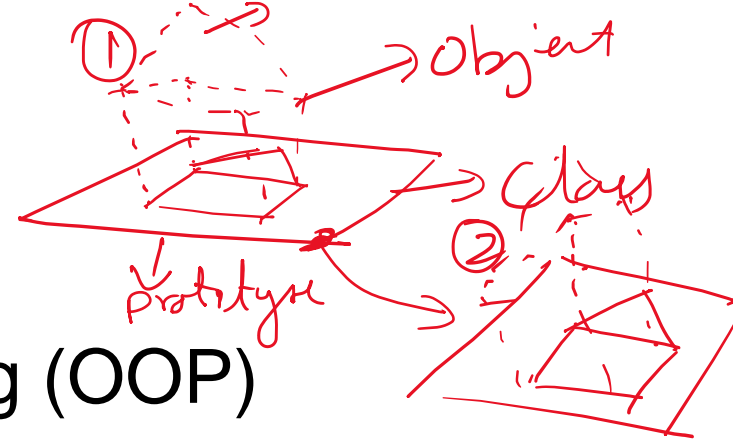 ①
Object
Class
②
prototype
g (OOP)